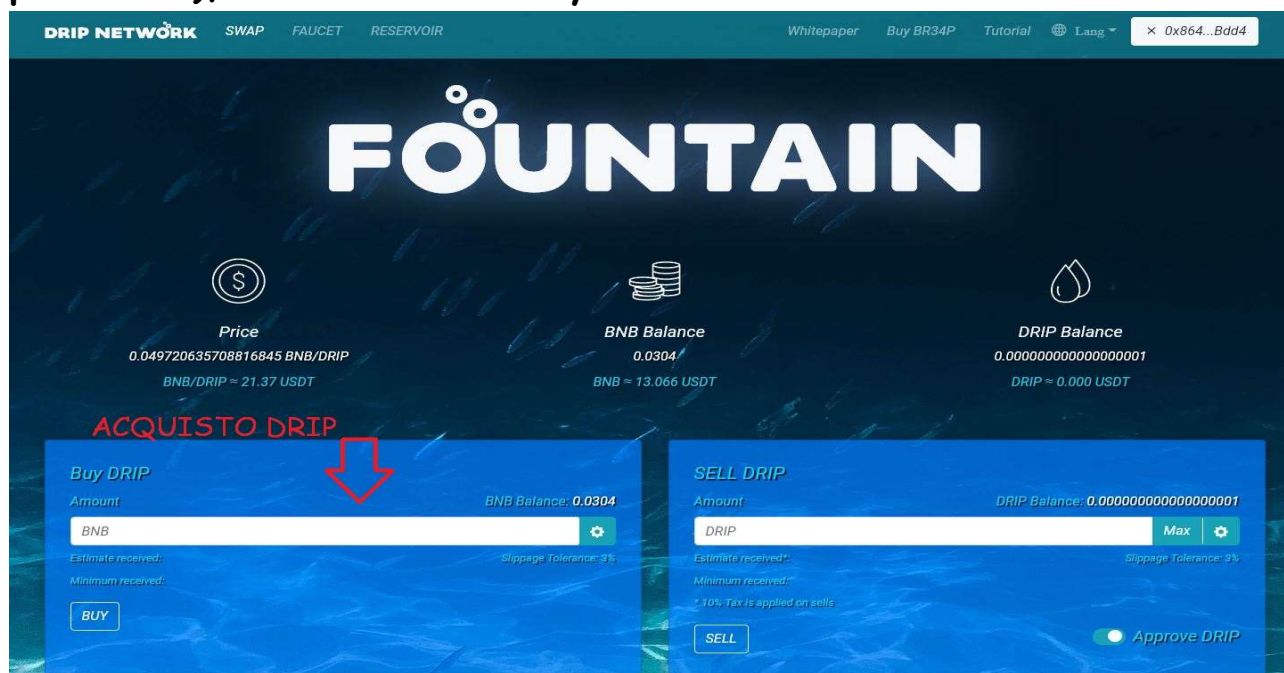 DRIP NETWORK SWAP FAUCET RESERVOIR Whitepaper Buy BR34P Tutorial Lang × 0x864...Bdd4
FOUNTAIN
Price BNB Balance DRIP Balance
0.049720635708816845 BNB/DRIP 0.0304 0.000000000000000001
BNB/DRIP ≈ 21.37 USDT BNB ≈ 13.066 USDT DRIP ≈ 0.000 USDT
ACQUISTO DRIP
Buy DRIP SELL DRIP
Amount BNB Balance: 0.0304 Amount DRIP Balance: 0.000000000000000001
BNB DRIP Max
Estimate received: Slippage Tolerance: 3% Estimate received*: Slippage Tolerance: 3%
Minimum received: Minimum received:*
* 10% Tax is applied on sells
BUY SELL Approve DRIP